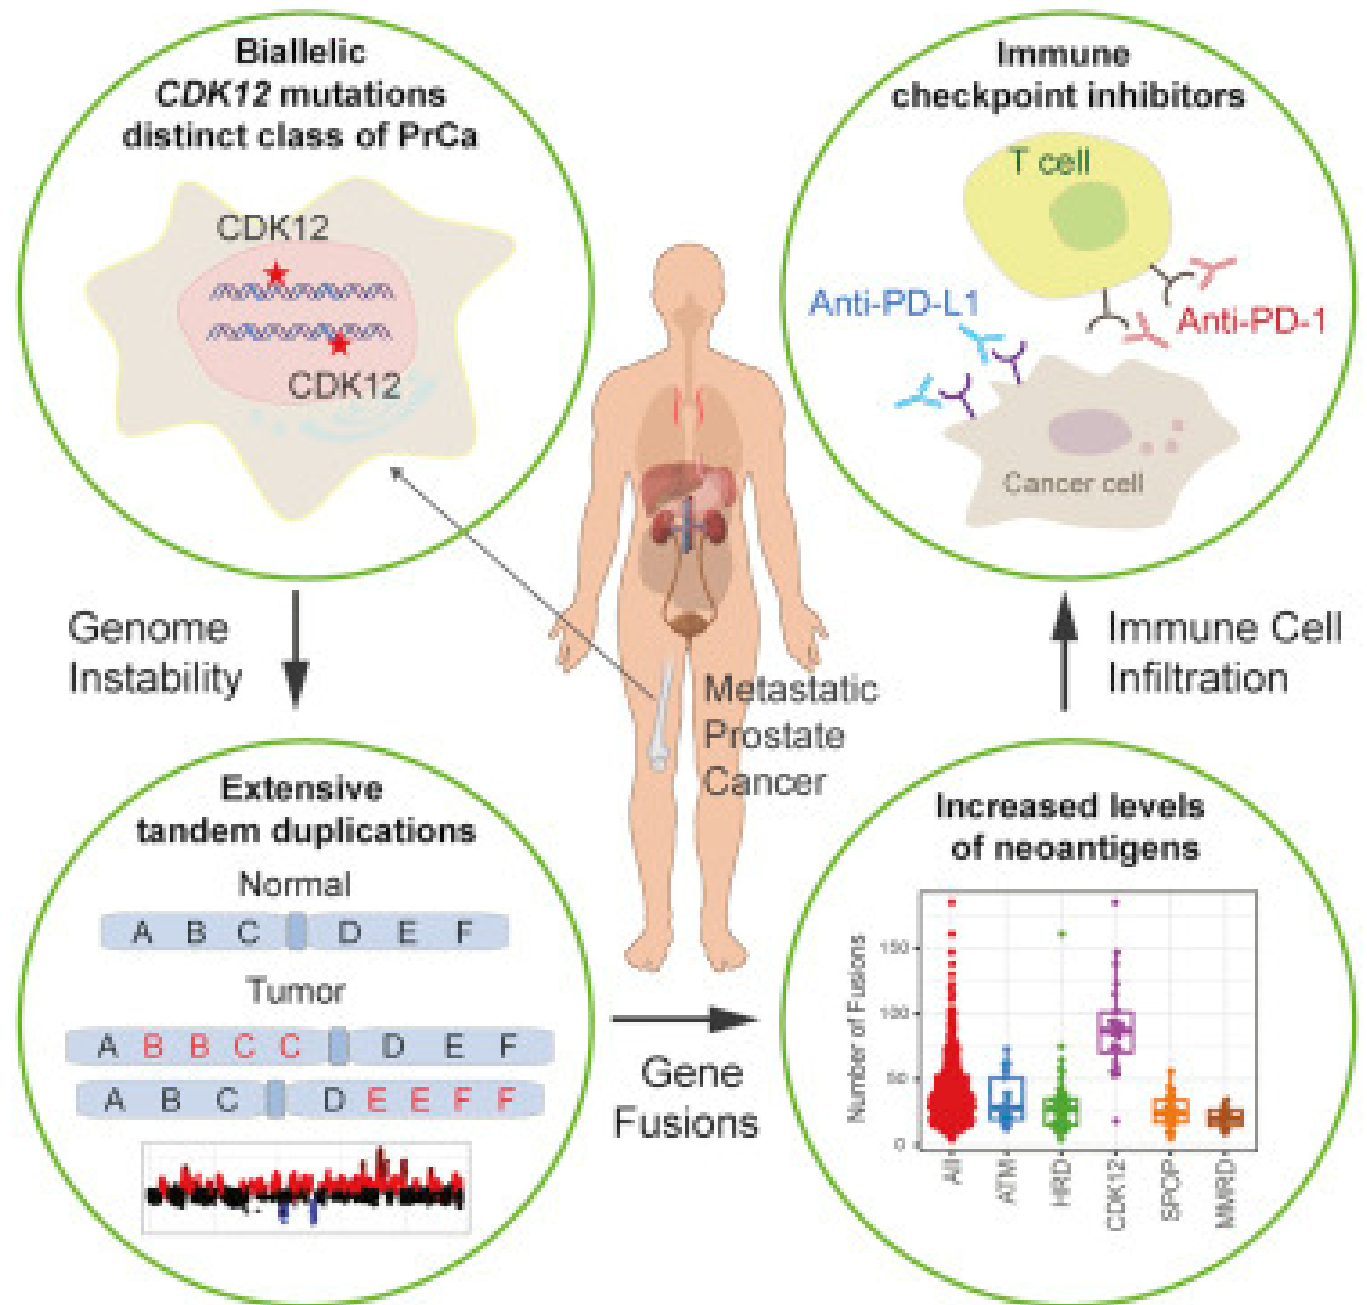 Biallelic
CDK12 mutations
distinct class of PrCa
CDK12
CDK12
Immune
checkpoint inhibitors
T cell
Anti-PD-L1
Anti-PD-1
Cancer cell
Genome
Instability
Immune Cell
Infiltration
Metastatic
Prostate
Cancer
Extensive
tandem duplications
Normal
A B C D E F
Tumor
A B B C C D E F
A B C D E E F F
Gene
Fusions
Increased levels
of neoantigens
Number of Fusions
150
100
50
0
All
ATM
HRD
CDK12
SPOP
MMRD